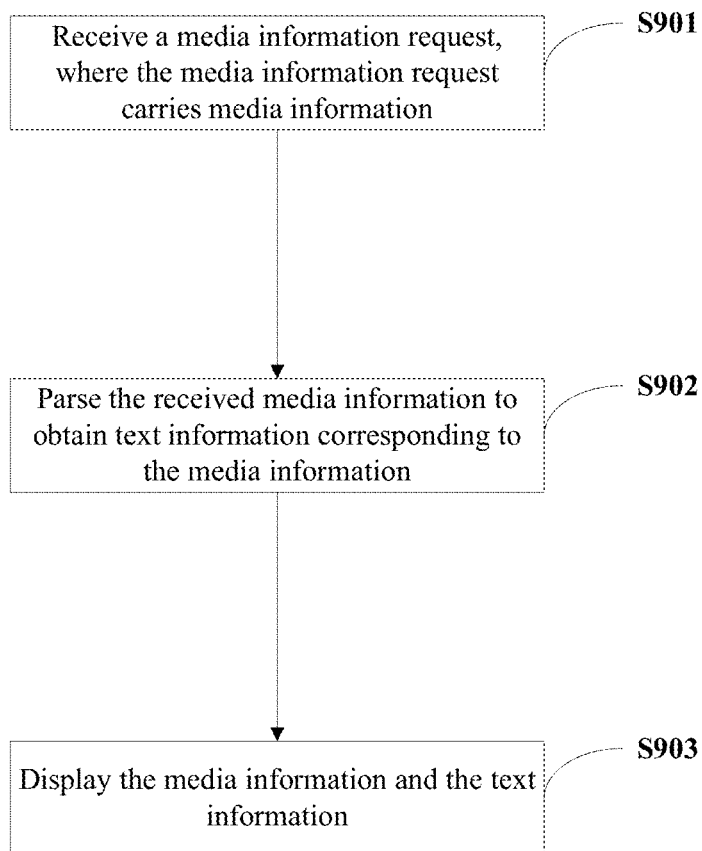 Receive a media information request,
where the media information request
carries media information
S901
Parse the received media information to
obtain text information corresponding to
the media information
S902
Display the media information and the text
information
S903